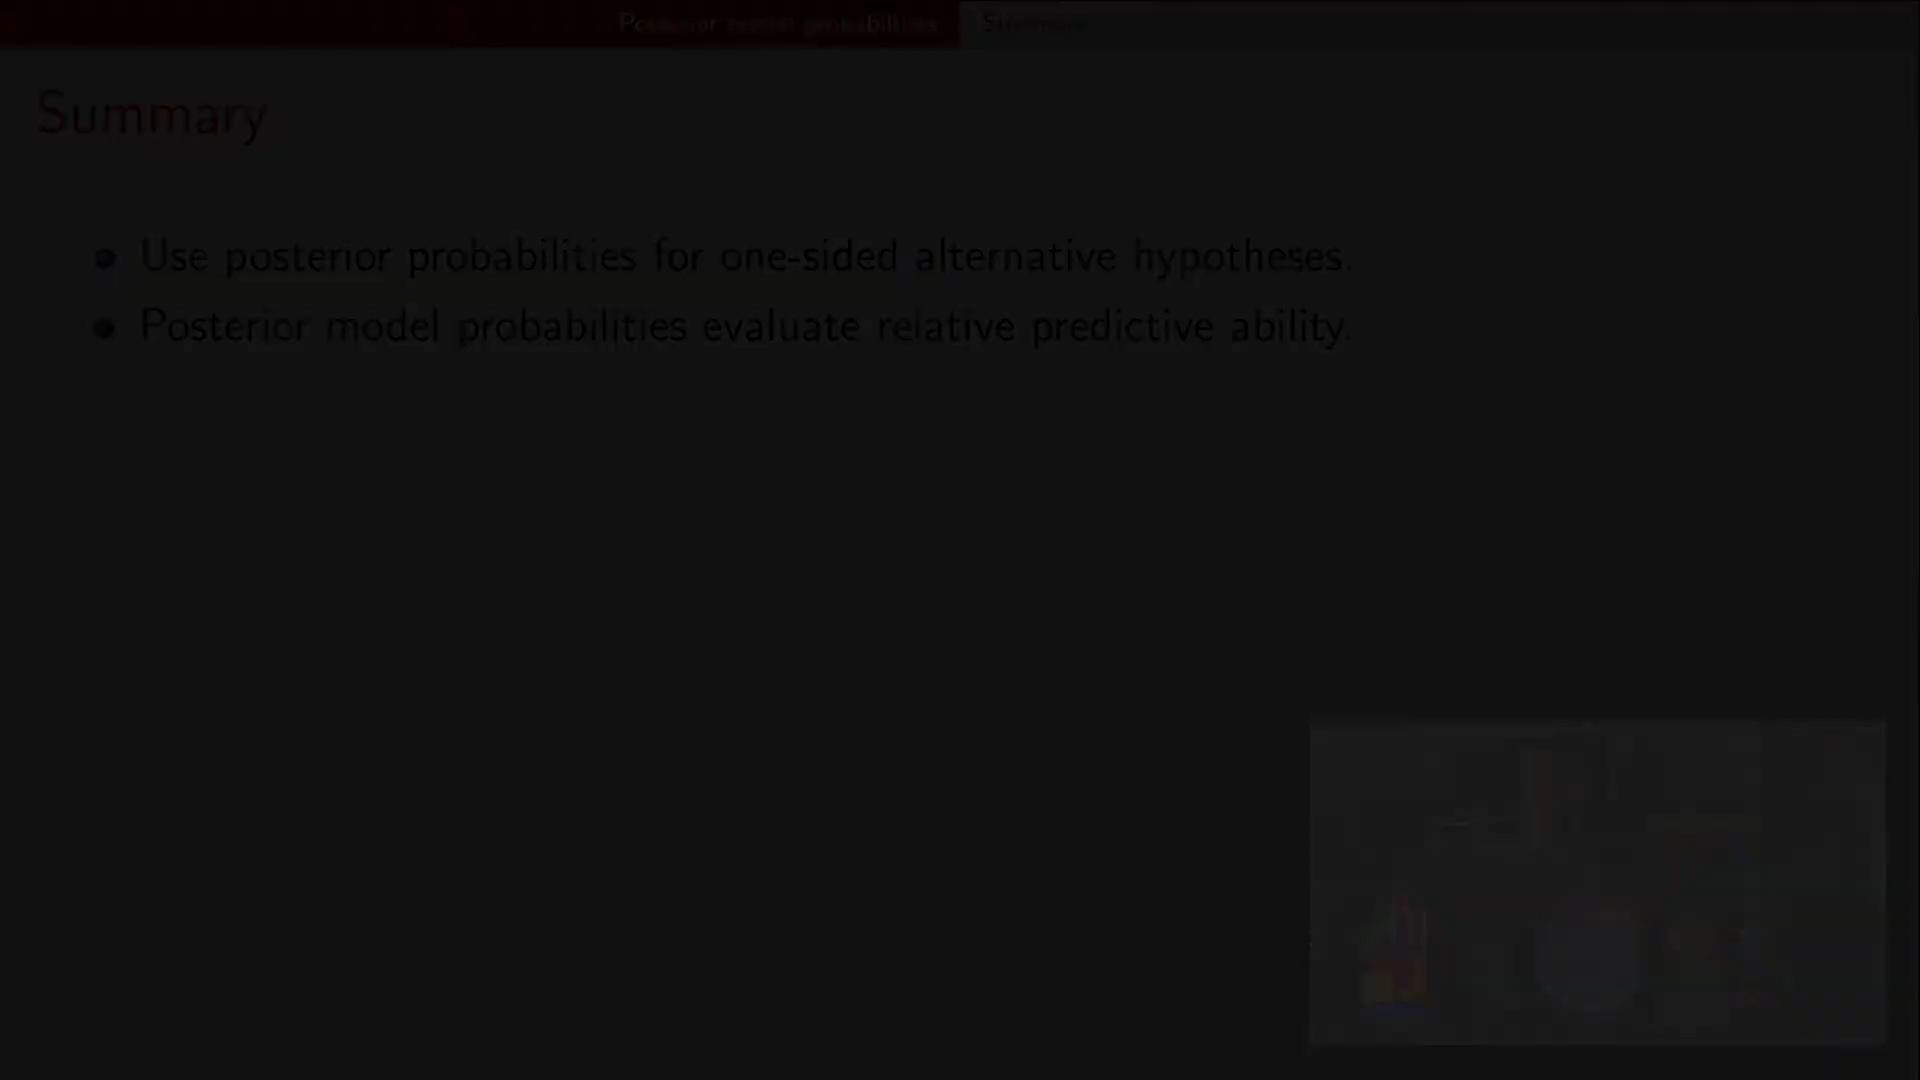 Posterior model probabilities
Summary
Summary
Use posterior probabilities for one-sided alternative hypotheses.
Posterior model probabilities evaluate relative predictive ability.